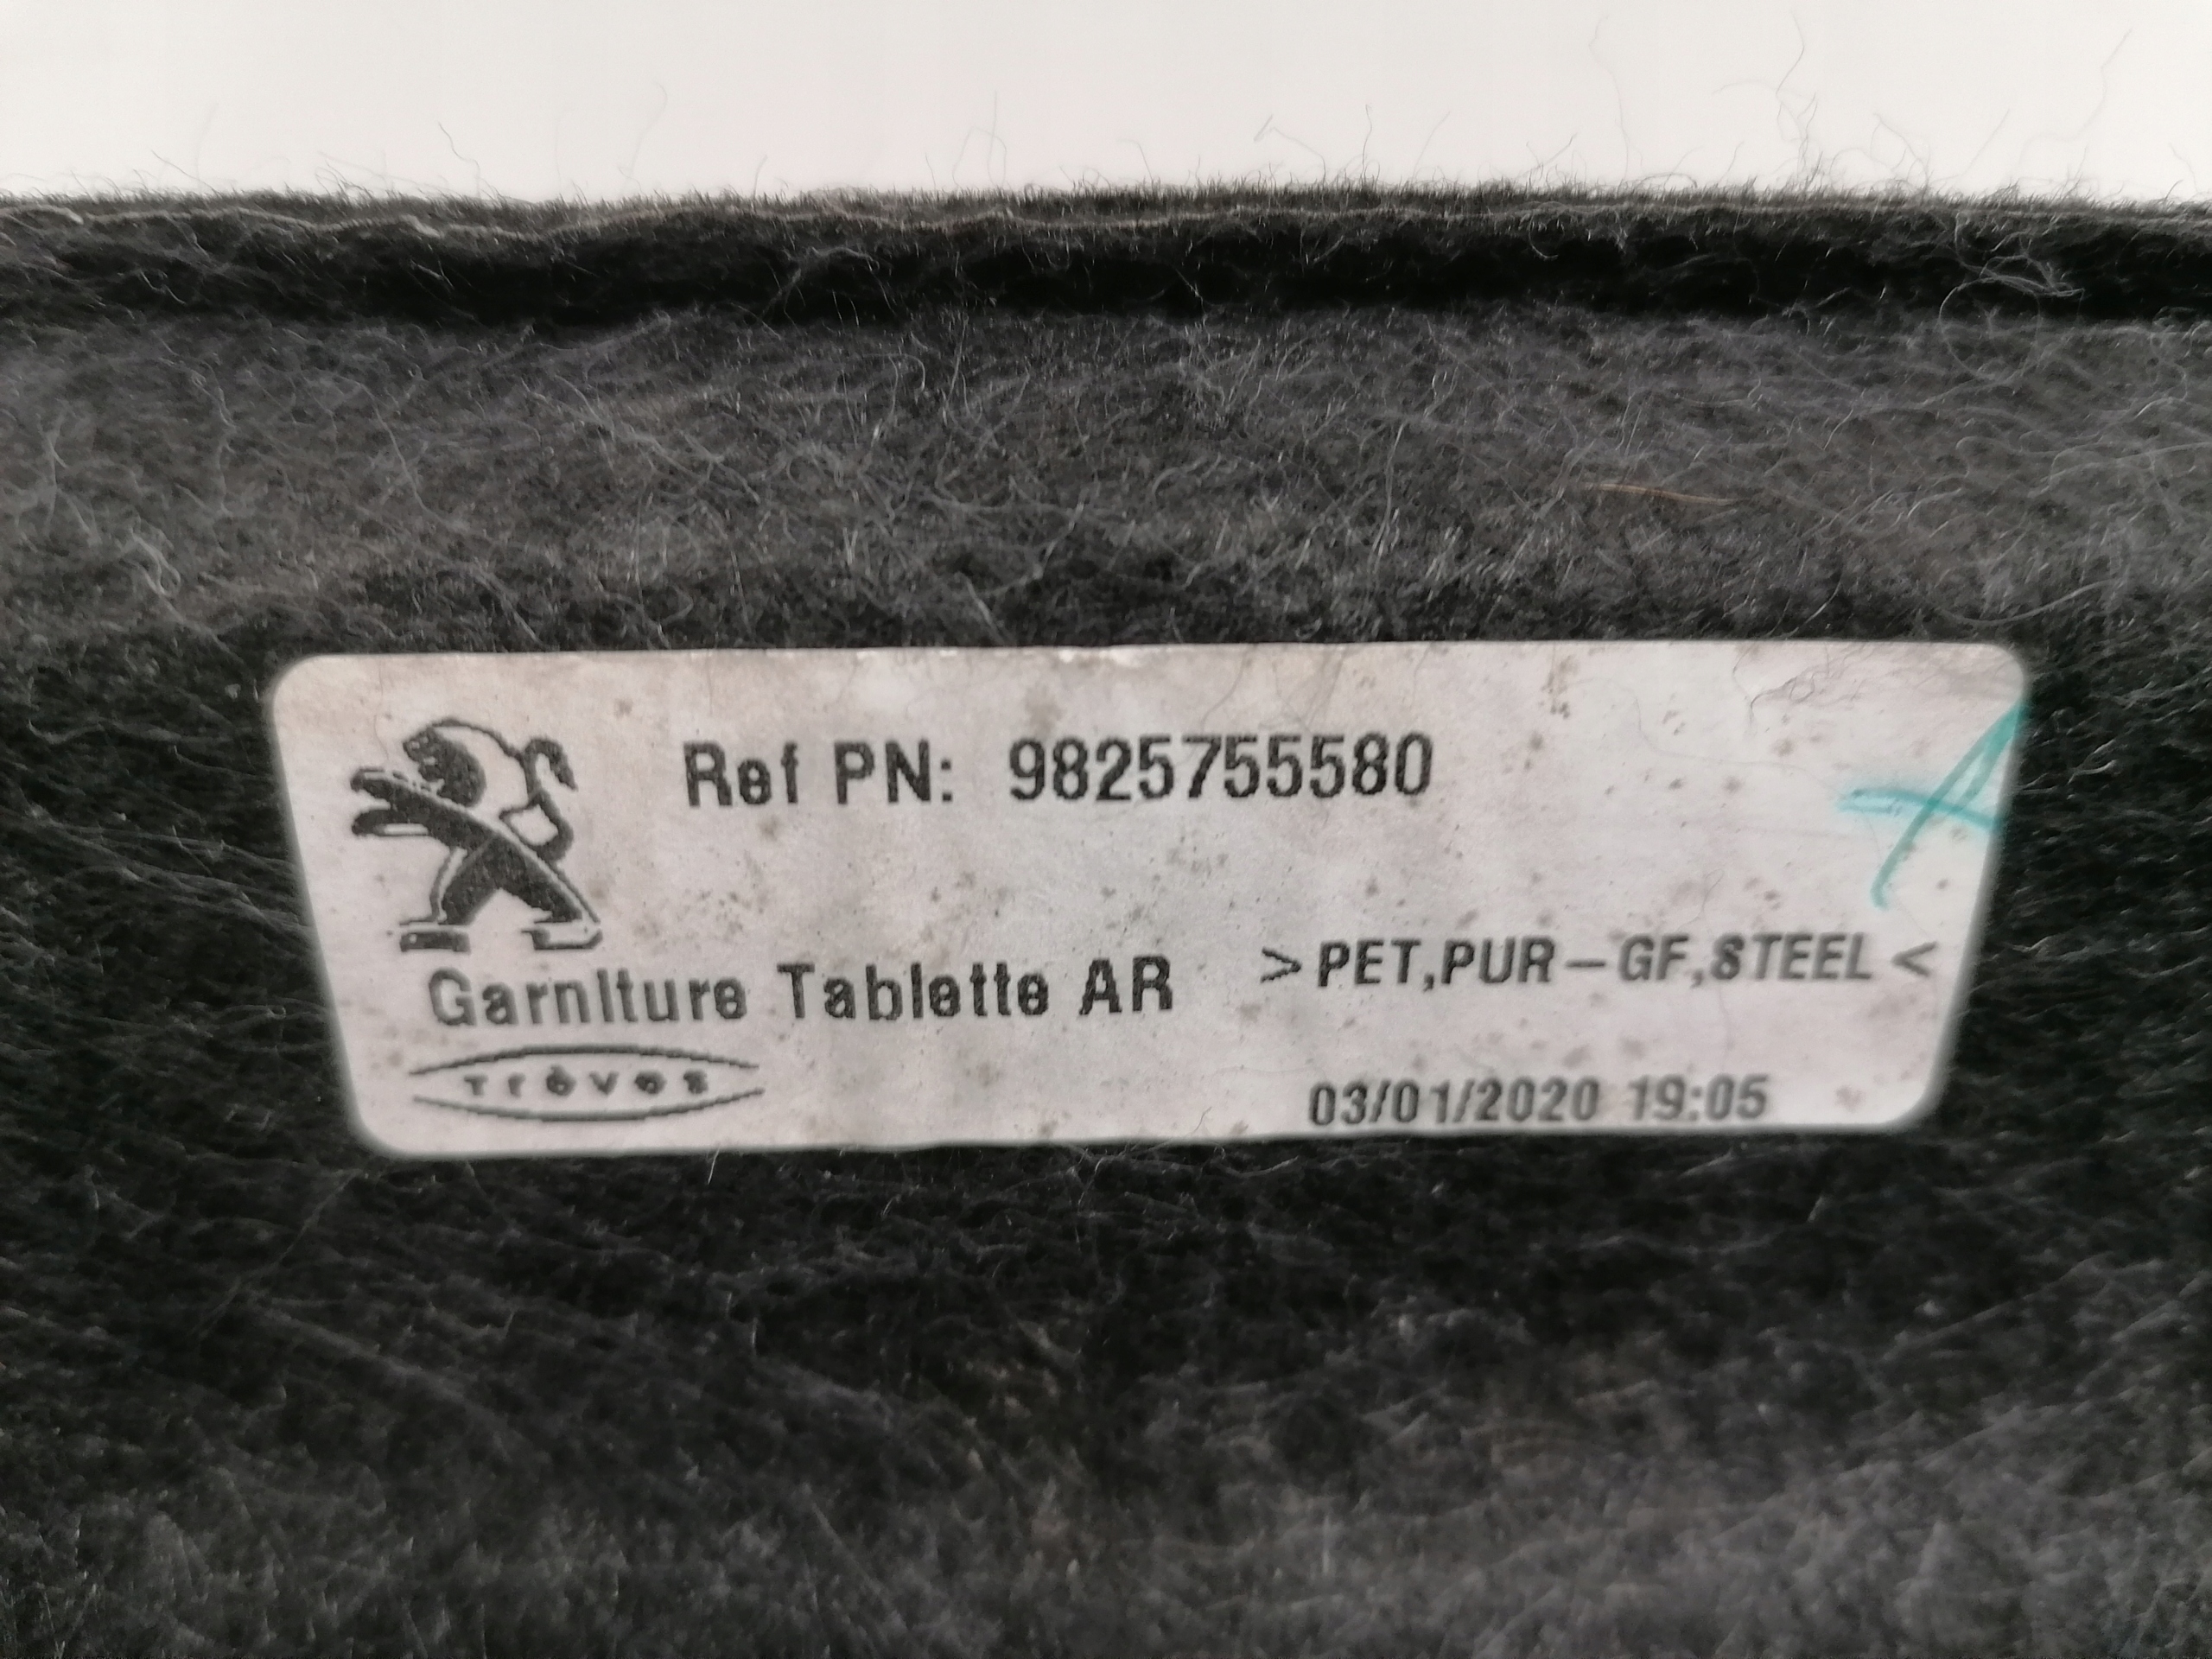 Ref PN: 9825755580
Garniture Tablette AR
>PET,PUR-GF,STEEL<
Trèves
03/01/2020 19:05